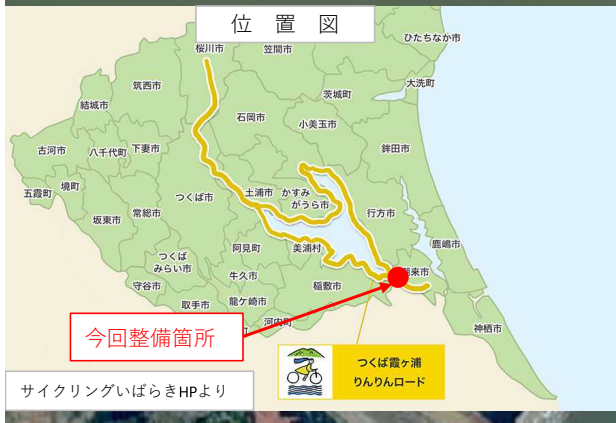 位 置 図
ひたちなか市
桜川市
笠間市
大洗町
茨城町
筑西市
石岡市
小美玉市
結城市
鉾田市
古河市
八千代町
下妻市
五霞町
境町
つくば市
土浦市
かすみ
がうら市
行方市
坂東市
常総市
鹿嶋市
阿見町
美浦村
つくば
みらい市
来市
守谷市
牛久市
稲敷市
取手市
龍ケ崎市
河内町
神栖市
町
今回整備箇所
つくば霞ヶ浦
りんりんロード
サイクリングいばらきHPより